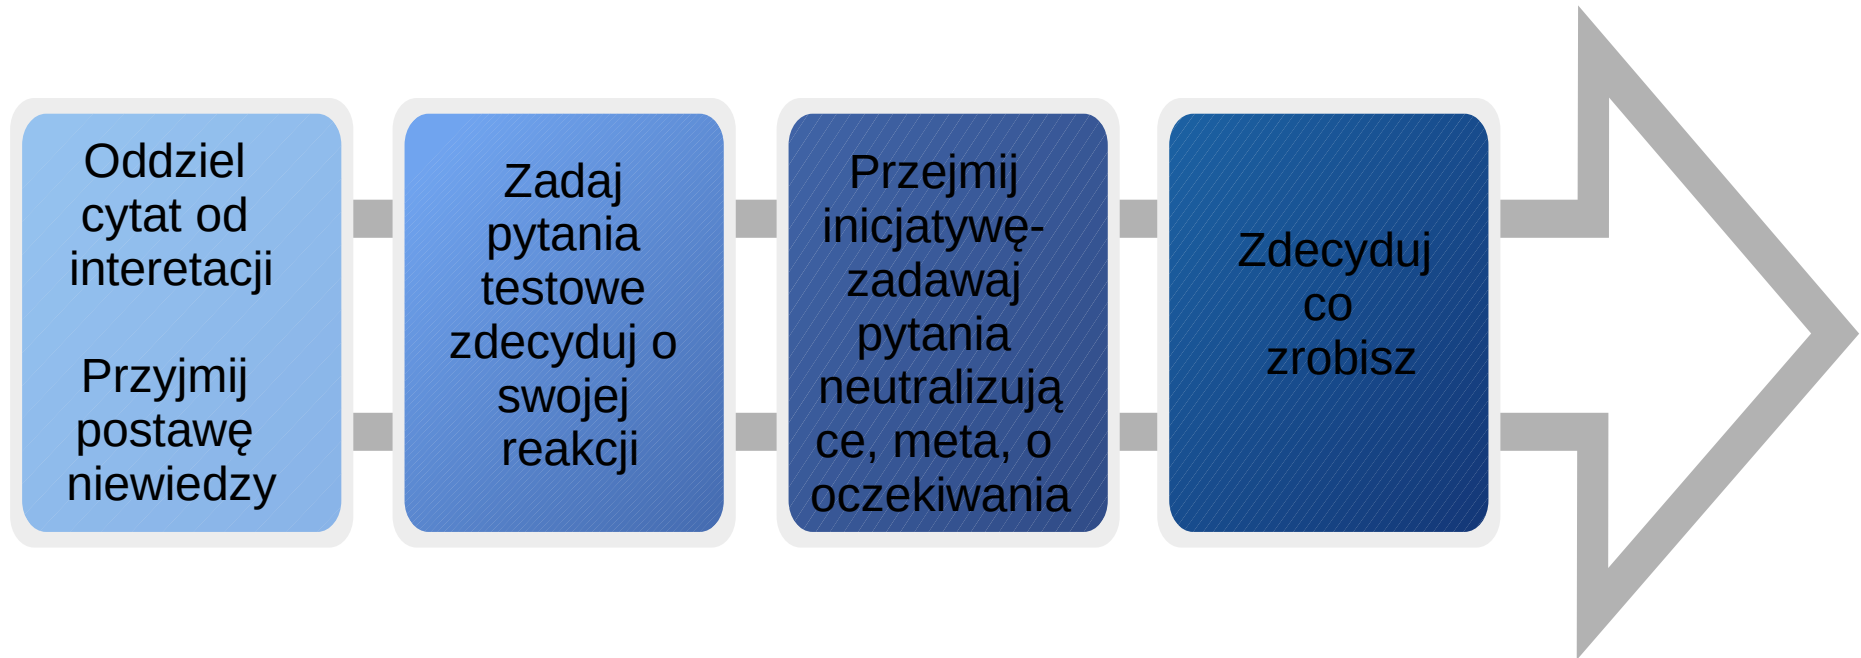 Oddziel
cytat od
interetacji
Przyjmij
postawę
niewiedzy
Zadaj
pytania
testowe
zdecyduj o
swojej
reakcji
Przejmij
inicjatywę-
zadawaj
pytania
neutralizują
ce, meta, o
oczekiwania
Zdecyduj
co
zrobisz